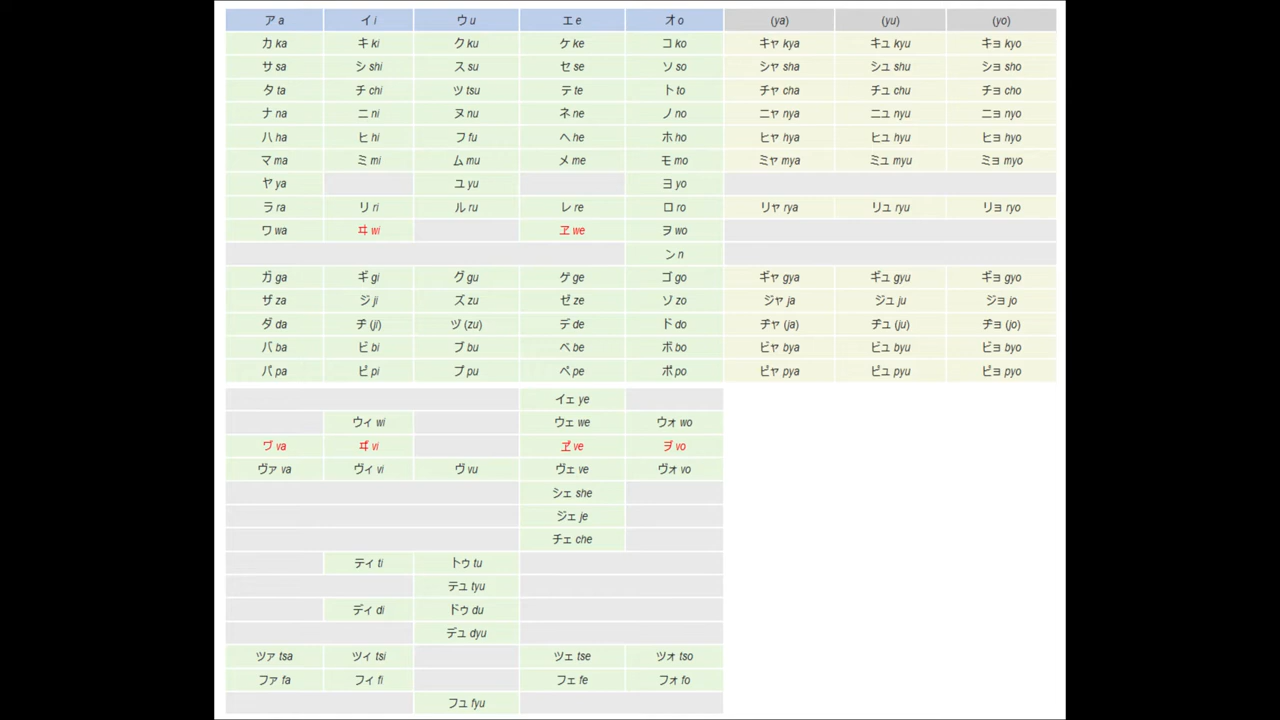 ア a イ i ウ u エ e オ o (ya) (yu) (yo)
カ ka キ ki ク ku ケ ke コ ko キャ kya キュ kyu キョ kyo
サ sa シ shi ス su セ se ソ so シャ sha シュ shu ショ sho
タ ta チ chi ツ tsu テ te ト to チャ cha チュ chu チョ cho
ナ na ニ ni ヌ nu ネ ne ノ no ニャ nya ニュ nyu ニョ nyo
ハ ha ヒ hi フ fu ヘ he ホ ho ヒャ hya ヒュ hyu ヒョ hyo
マ ma ミ mi ム mu メ me モ mo ミャ mya ミュ myu ミョ myo
ヤ ya ユ yu ヨ yo
ラ ra リ ri ル ru レ re ロ ro リャ rya リュ ryu リョ ryo
ワ wa ヰ wi ヱ we ヲ wo
ン n
ガ ga ギ gi グ gu ゲ ge ゴ go ギャ gya ギュ gyu ギョ gyo
ザ za ジ ji ズ zu ゼ ze ゾ zo ジャ ja ジュ ju ジョ jo
ダ da ヂ (ji) ヅ (zu) デ de ド do ヂャ (ja) ヂュ (ju) ヂョ (jo)
バ ba ビ bi ブ bu ベ be ボ bo ビャ bya ビュ byu ビョ byo
パ pa ピ pi プ pu ペ pe ポ po ピャ pya ピュ pyu ピョ pyo
イェ ye
ウィ wi ウェ we ウォ wo
ヷ va ヸ vi ヹ ve ヺ vo
ヴァ va ヴィ vi ヴ vu ヴェ ve ヴォ vo
シェ she
ジェ je
チェ che
ティ ti トゥ tu
テュ tyu
ディ di ドゥ du
デュ dyu
ツァ tsa ツィ tsi ツェ tse ツォ tso
ファ fa フィ fi フェ fe フォ fo
フュ fyu